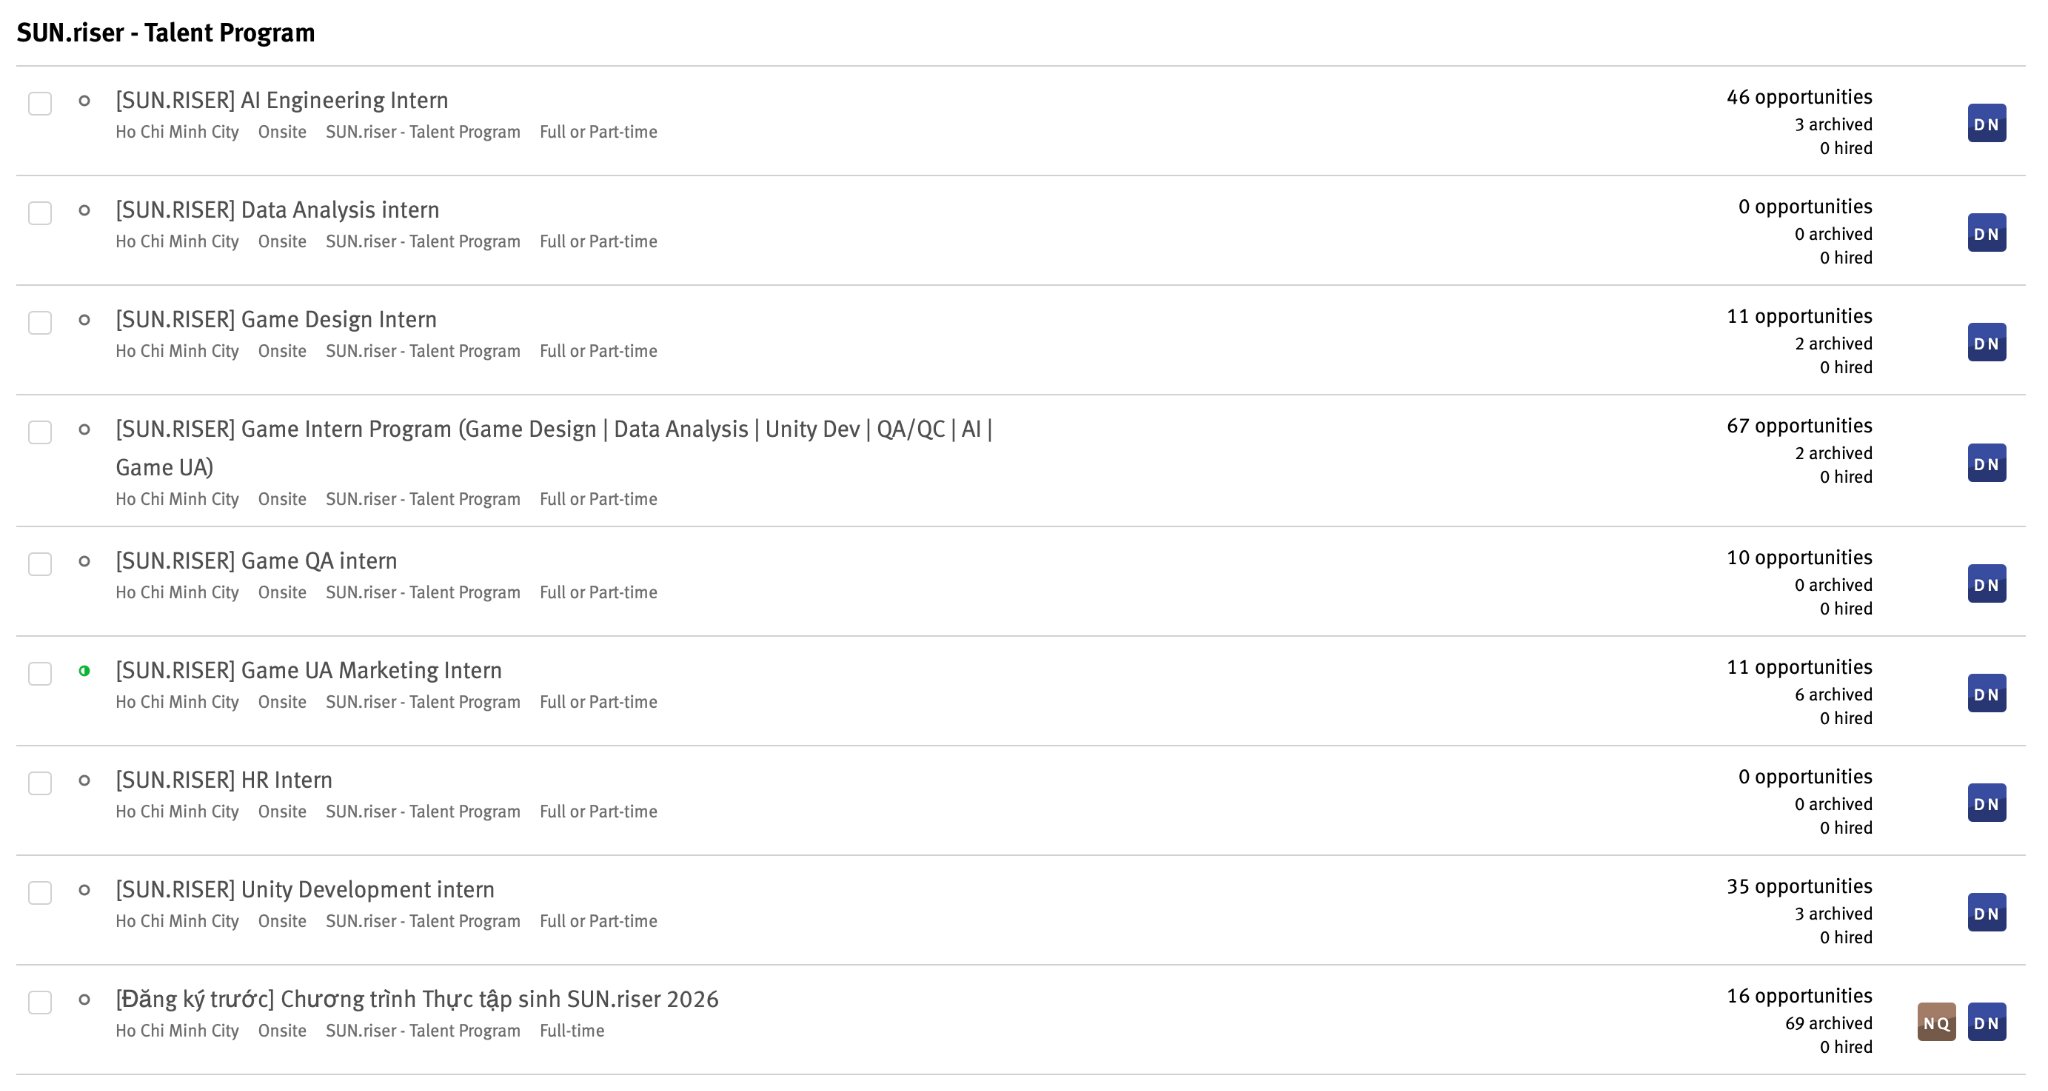 SUN.riser - Talent Program
[SUN.RISER] AI Engineering Intern
Ho Chi Minh City Onsite SUN.riser - Talent Program Full or Part-time
46 opportunities
3 archived
0 hired
DN
[SUN.RISER] Data Analysis intern
Ho Chi Minh City Onsite SUN.riser - Talent Program Full or Part-time
0 opportunities
0 archived
0 hired
DN
[SUN.RISER] Game Design Intern
Ho Chi Minh City Onsite SUN.riser - Talent Program Full or Part-time
11 opportunities
2 archived
0 hired
DN
[SUN.RISER] Game Intern Program (Game Design | Data Analysis | Unity Dev | QA/QC | AI |
Game UA)
Ho Chi Minh City Onsite SUN.riser - Talent Program Full or Part-time
67 opportunities
2 archived
0 hired
DN
[SUN.RISER] Game QA intern
Ho Chi Minh City Onsite SUN.riser - Talent Program Full or Part-time
10 opportunities
0 archived
0 hired
DN
[SUN.RISER] Game UA Marketing Intern
Ho Chi Minh City Onsite SUN.riser - Talent Program Full or Part-time
11 opportunities
6 archived
0 hired
DN
[SUN.RISER] HR Intern
Ho Chi Minh City Onsite SUN.riser - Talent Program Full or Part-time
0 opportunities
0 archived
0 hired
DN
[SUN.RISER] Unity Development intern
Ho Chi Minh City Onsite SUN.riser - Talent Program Full or Part-time
35 opportunities
3 archived
0 hired
DN
[Đăng ký trước] Chương trình Thực tập sinh SUN.riser 2026
Ho Chi Minh City Onsite SUN.riser - Talent Program Full-time
16 opportunities
69 archived
0 hired
NQ DN